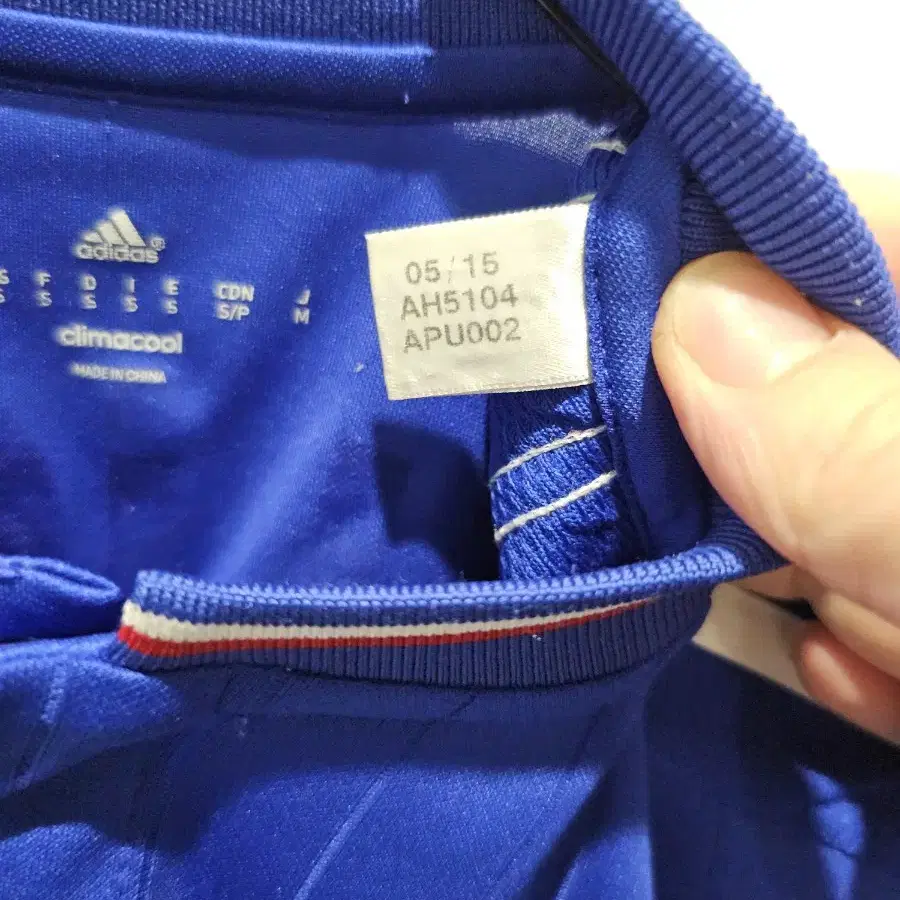 adidas®
S F D I E CDN J
S S S S S S/P M
climacool
MADE IN CHINA
05/15
AH5104
APU002